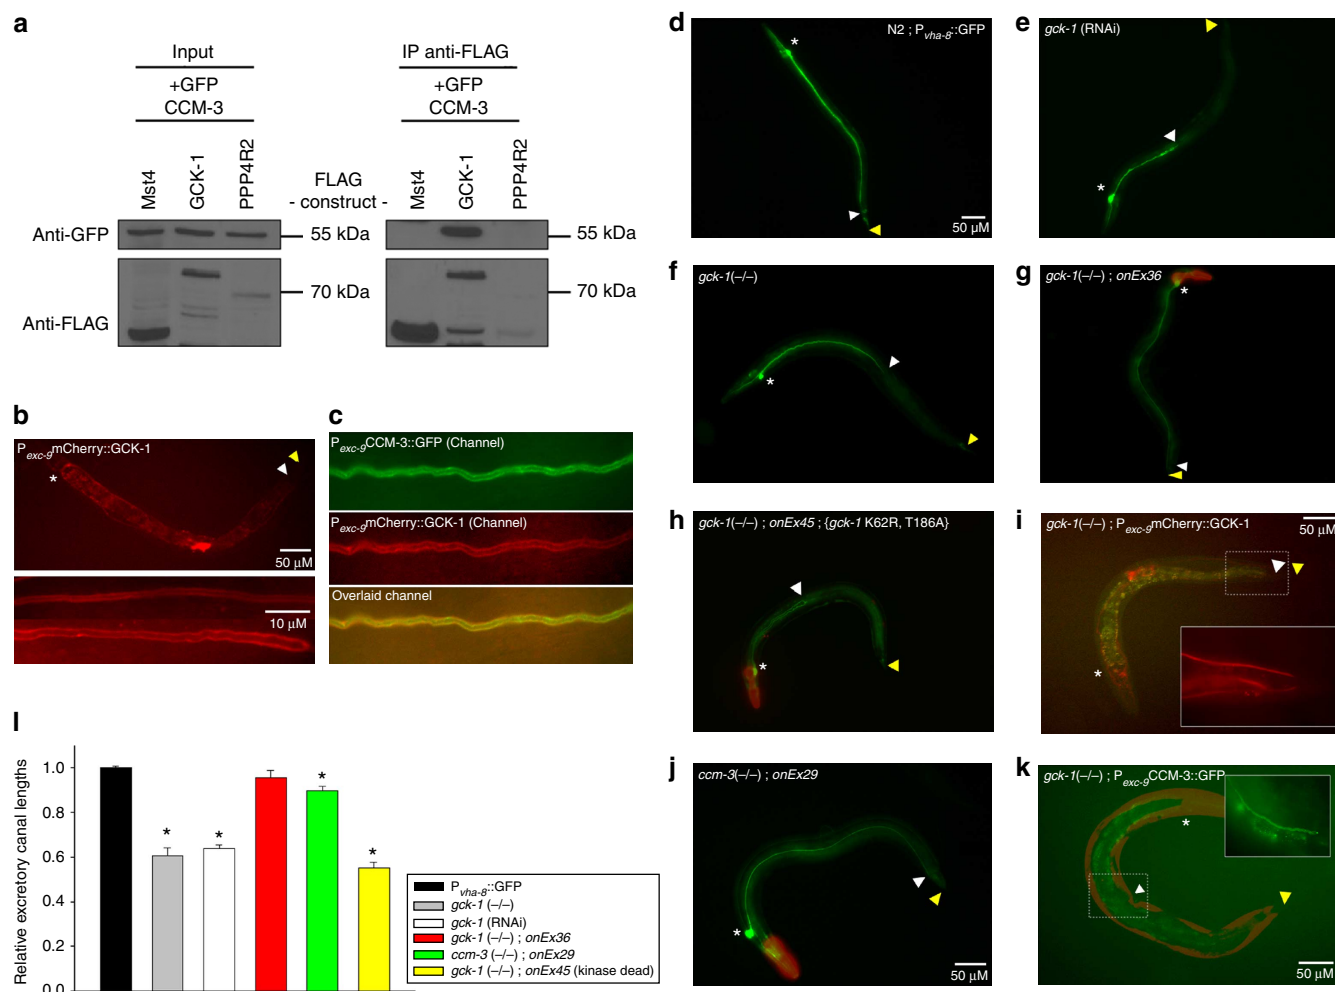 a
Input
+GFP
CCM-3
Mst4
GCK-1
PPP4R2
FLAG
- construct -
IP anti-FLAG
+GFP
CCM-3
Mst4
GCK-1
PPP4R2
Anti-GFP
55 kDa
55 kDa
Anti-FLAG
70 kDa
70 kDa
b
Pexc-9mCherry::GCK-1
*
50 µM
10 µM
c
Pexc-9CCM-3::GFP (Channel)
Pexc-9mCherry::GCK-1 (Channel)
Overlaid channel
d
N2 ; Pvha-8::GFP
*
50 µM
e
gck-1 (RNAi)
*
f
gck-1(–/–)
*
g
gck-1(–/–) ; onEx36
*
h
gck-1(–/–) ; onEx45 ; {gck-1 K62R, T186A}
*
i
gck-1(–/–) ; Pexc-9mCherry::GCK-1
50 µM
*
j
ccm-3(–/–) ; onEx29
*
50 µM
k
gck-1(–/–) ; Pexc-9CCM-3::GFP
*
50 µM
l
Relative excretory canal lengths
1.0
0.8
0.6
0.4
0.2
0.0
* * * *
Pvha-8::GFP
gck-1 (–/–)
gck-1 (RNAi)
gck-1 (–/–) ; onEx36
ccm-3 (–/–) ; onEx29
gck-1 (–/–) ; onEx45 (kinase dead)